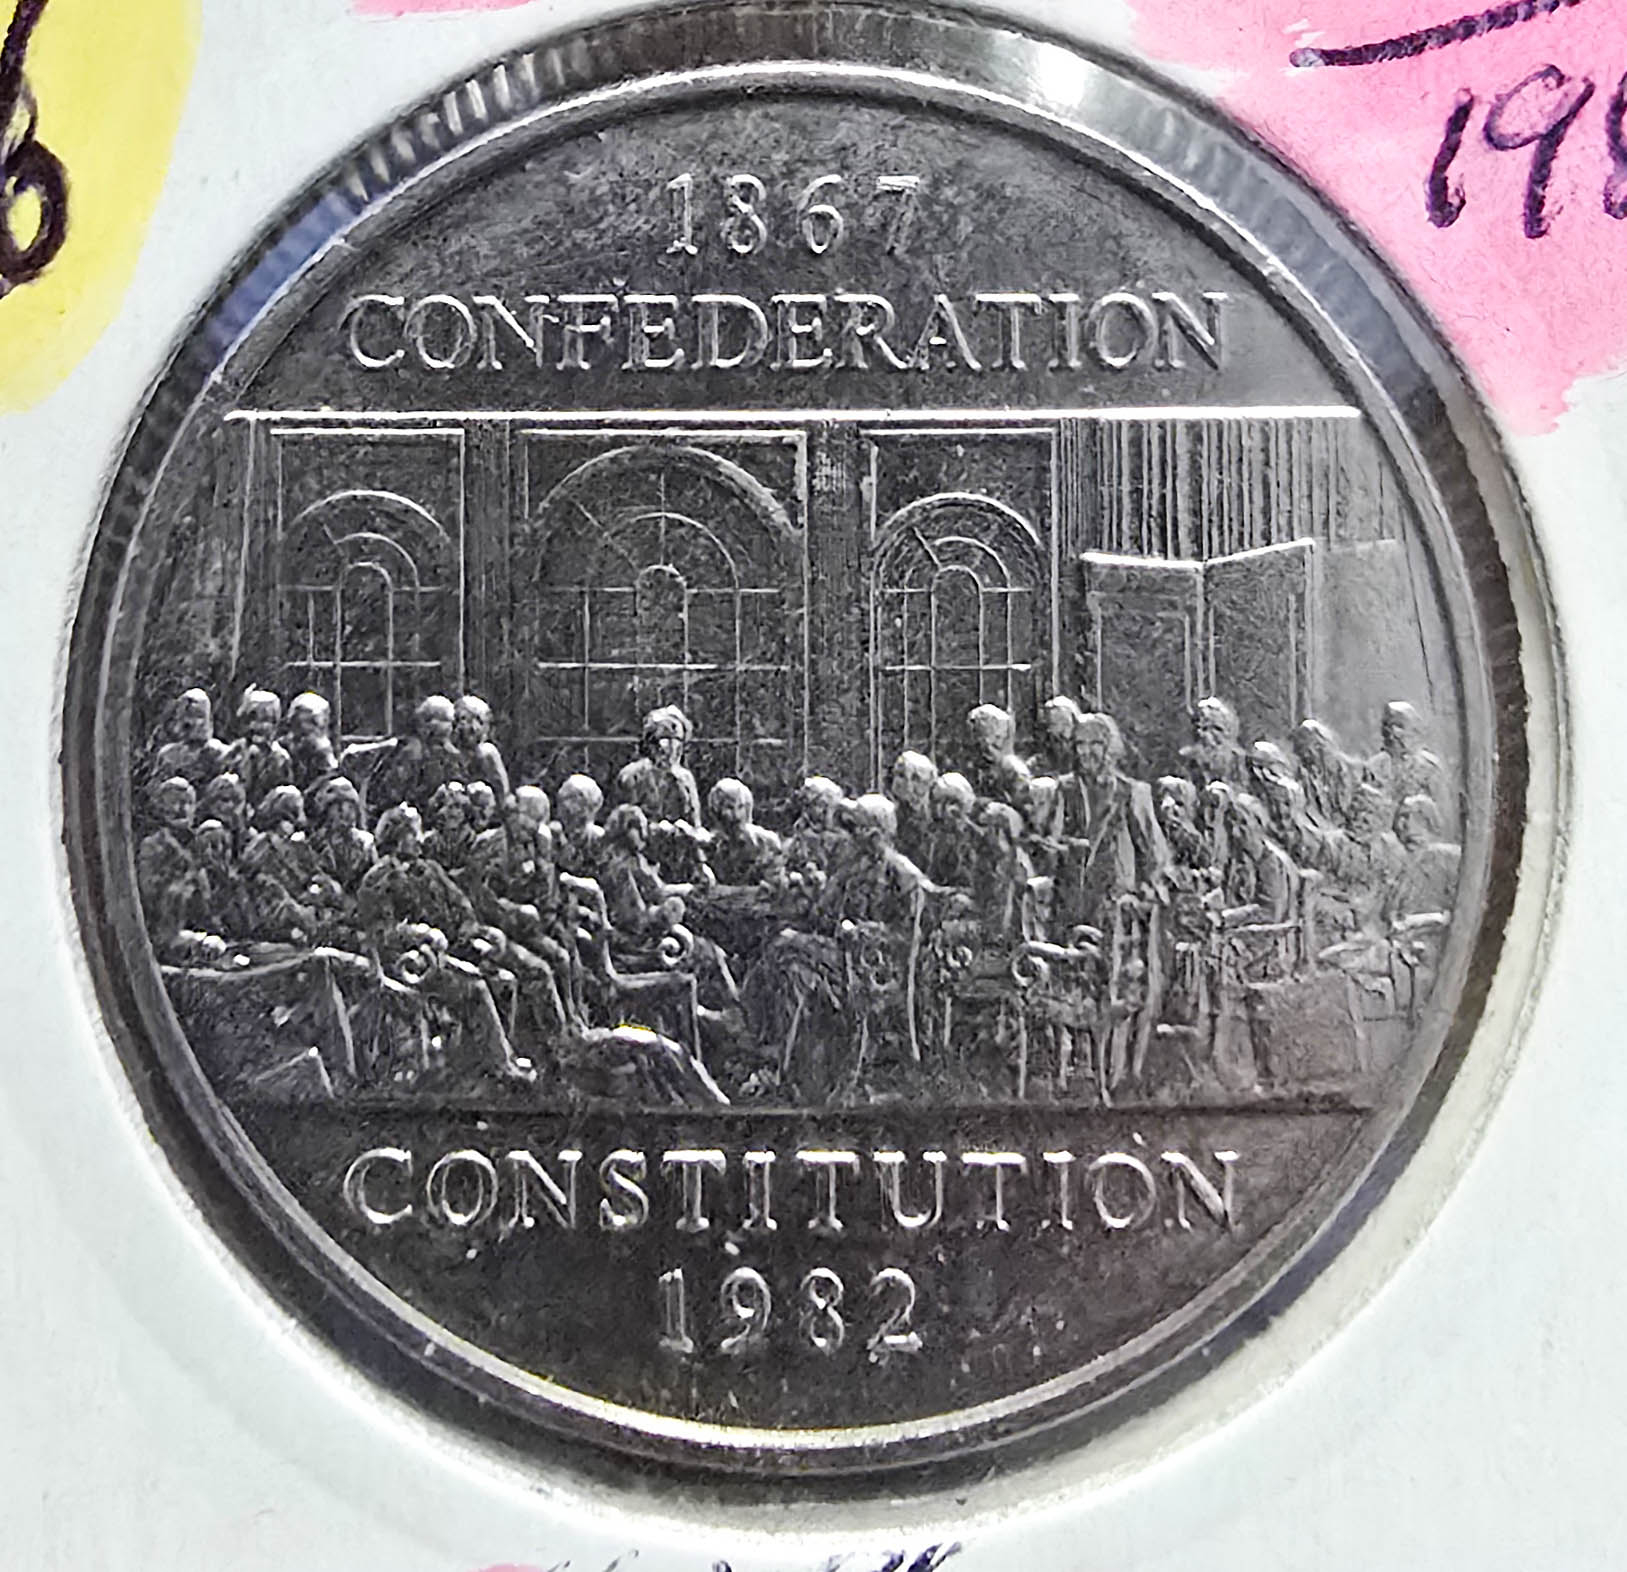 1867
CONFEDERATION
CONSTITUTION
1982